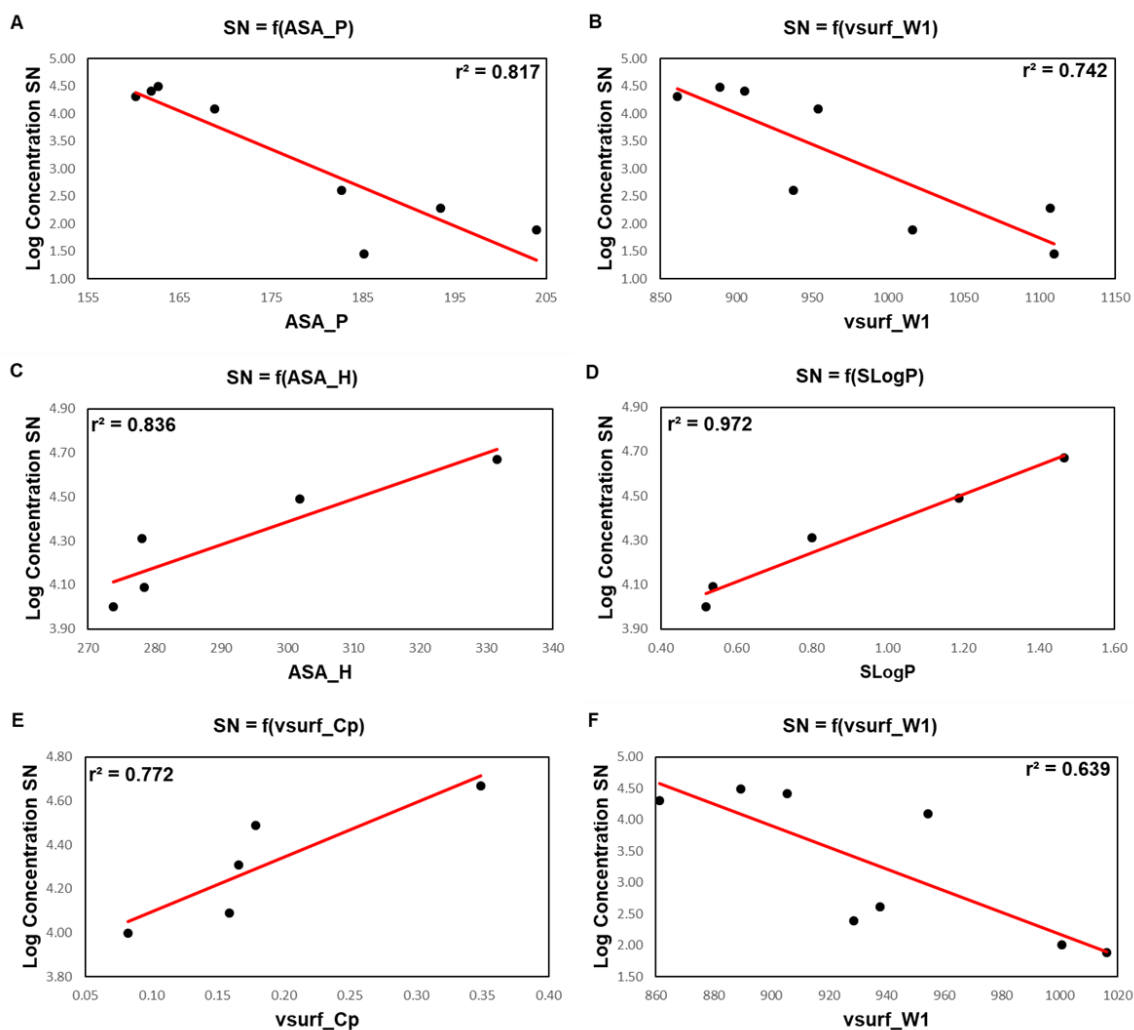 A
SN = f(ASA_P)
r² = 0.817
Log Concentration SN
5.00
4.50
4.00
3.50
3.00
2.50
2.00
1.50
1.00
155 165 175 185 195 205
ASA_P
B
SN = f(vsurf_W1)
r² = 0.742
Log Concentration SN
5.00
4.50
4.00
3.50
3.00
2.50
2.00
1.50
1.00
850 900 950 1000 1050 1100 1150
vsurf_W1
C
SN = f(ASA_H)
r² = 0.836
Log Concentration SN
4.90
4.70
4.50
4.30
4.10
3.90
270 280 290 300 310 320 330 340
ASA_H
D
SN = f(SLogP)
r² = 0.972
Log Concentration SN
4.90
4.70
4.50
4.30
4.10
3.90
0.40 0.60 0.80 1.00 1.20 1.40 1.60
SLogP
E
SN = f(vsurf_Cp)
r² = 0.772
Log Concentration SN
4.80
4.60
4.40
4.20
4.00
3.80
0.05 0.10 0.15 0.20 0.25 0.30 0.35 0.40
vsurf_Cp
F
SN = f(vsurf_W1)
r² = 0.639
Log Concentration SN
5.00
4.50
4.00
3.50
3.00
2.50
2.00
1.50
860 880 900 920 940 960 980 1000 1020
vsurf_W1